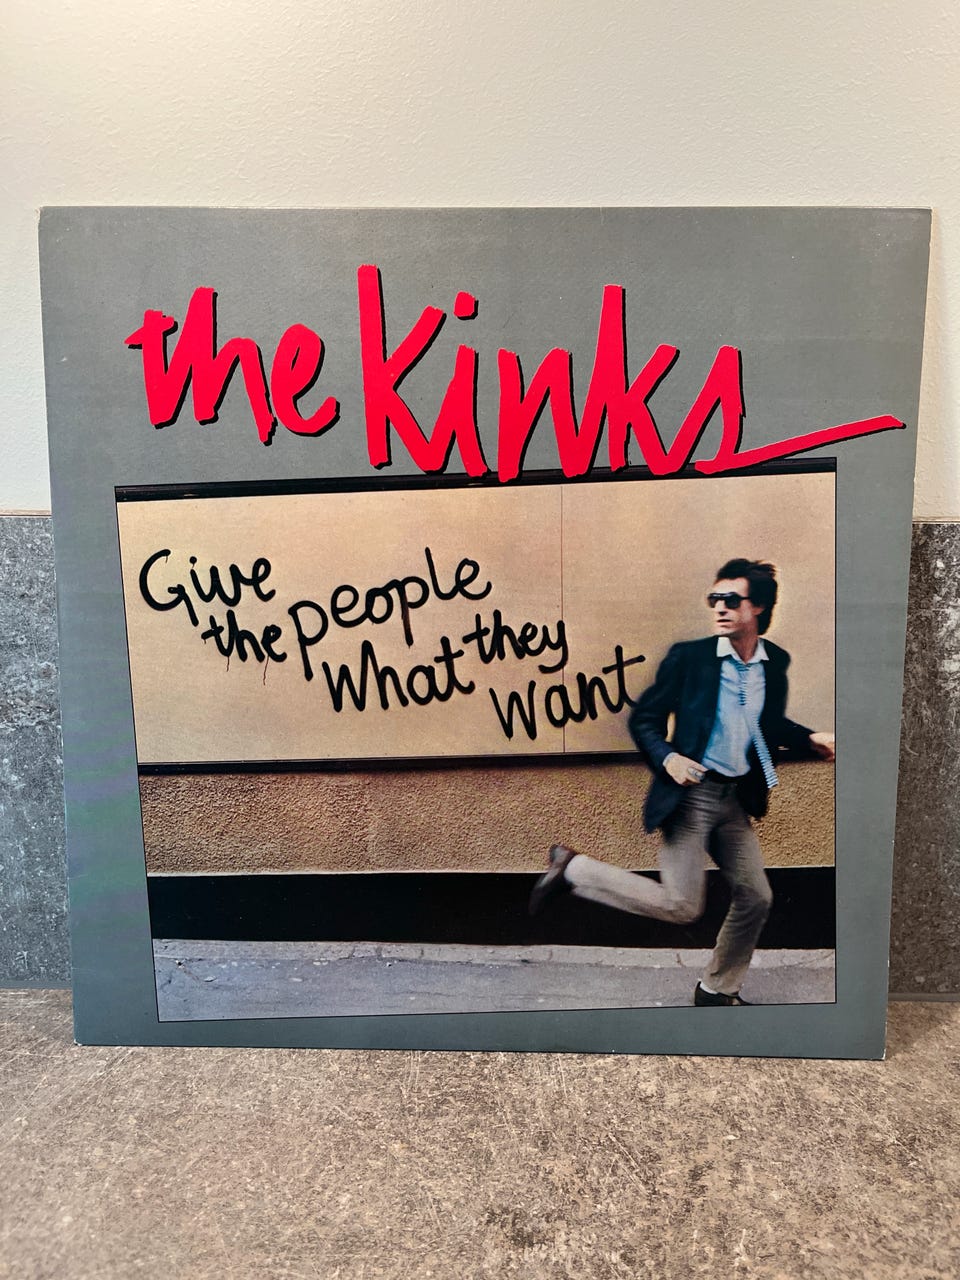 the kinks
Give
the people
what they
want